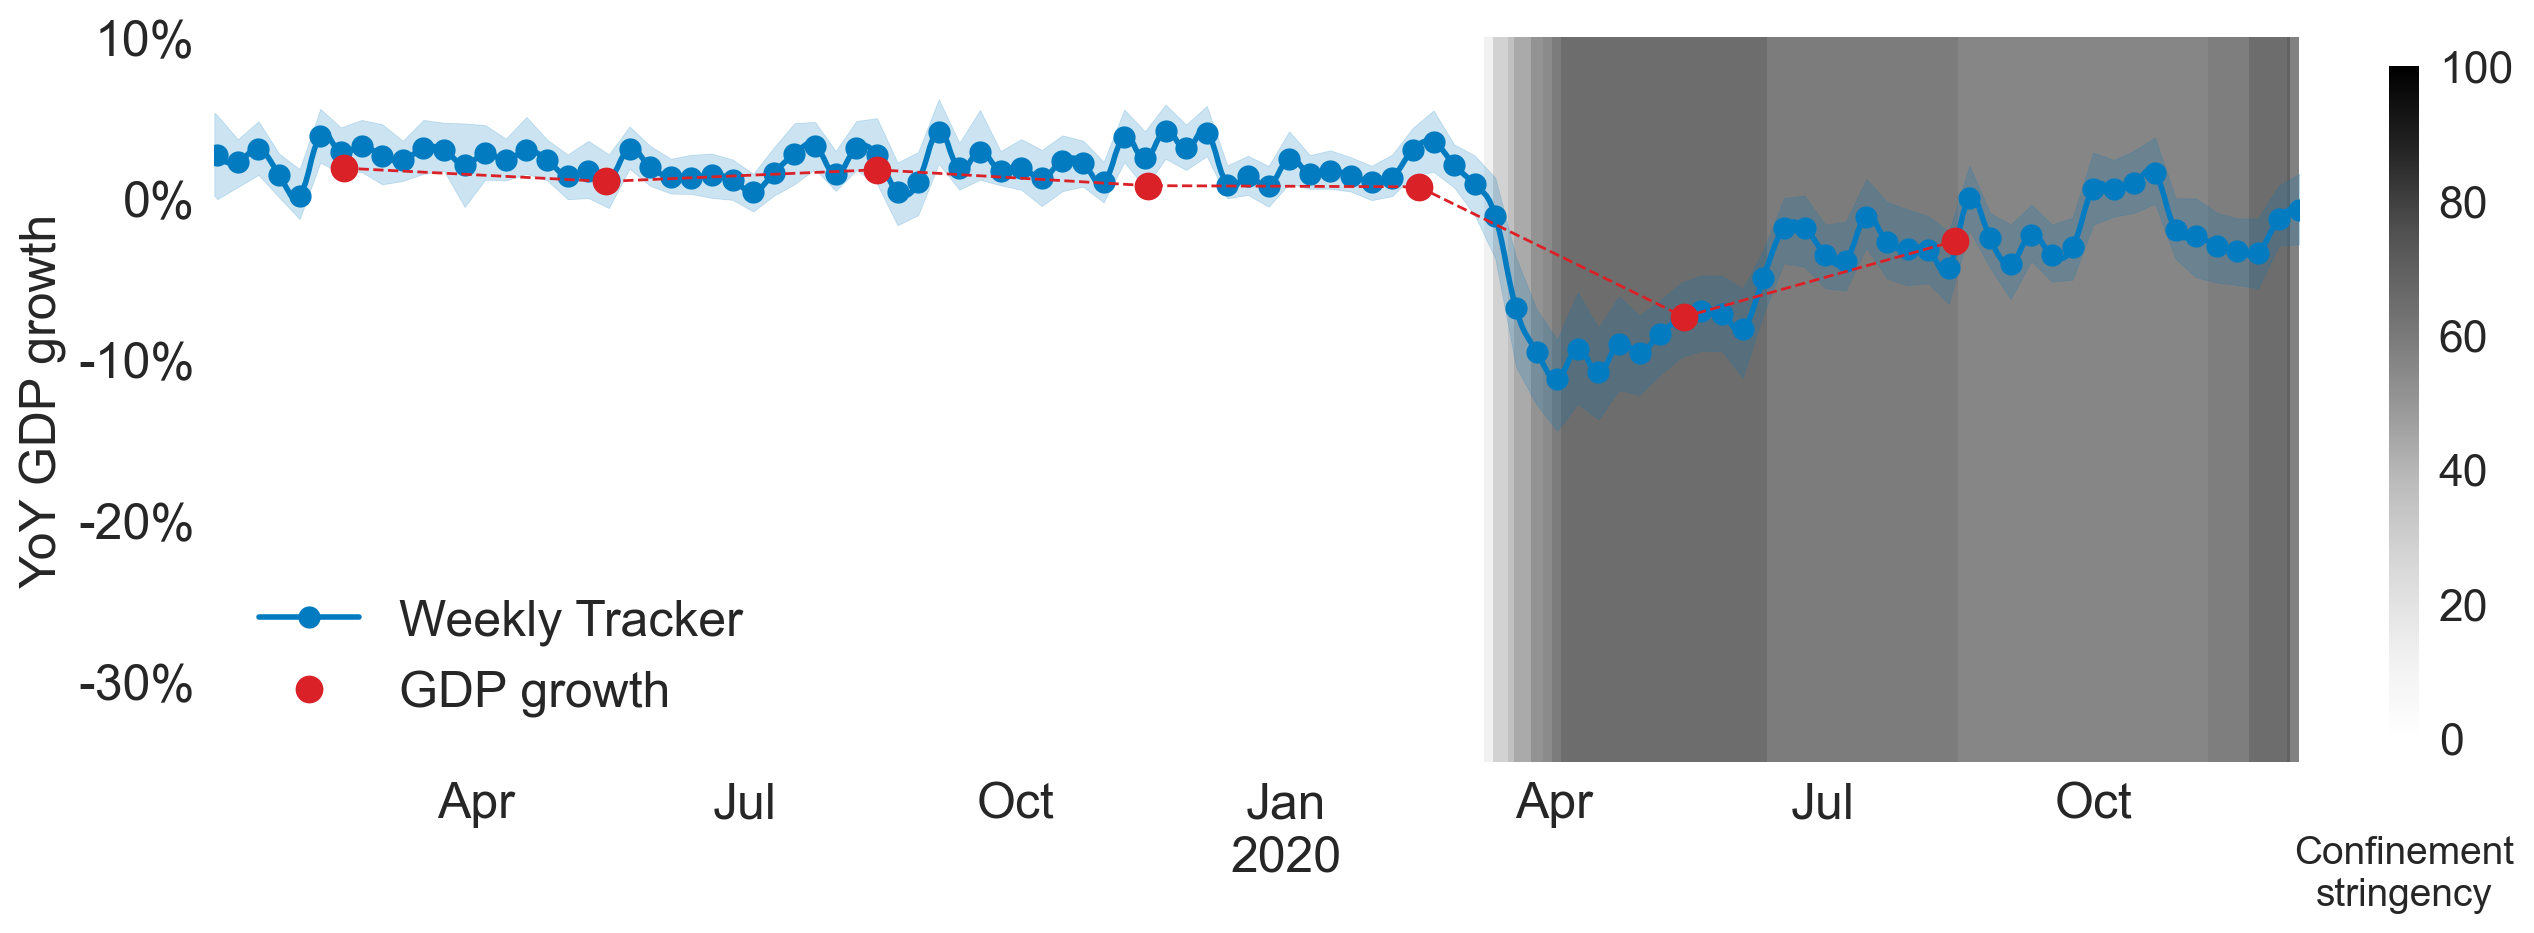 10%
0%
-10%
-20%
-30%
YoY GDP growth
Weekly Tracker
GDP growth
Apr
Jul
Oct
Jan
2020
Apr
Jul
Oct
100
80
60
40
20
0
Confinement
stringency